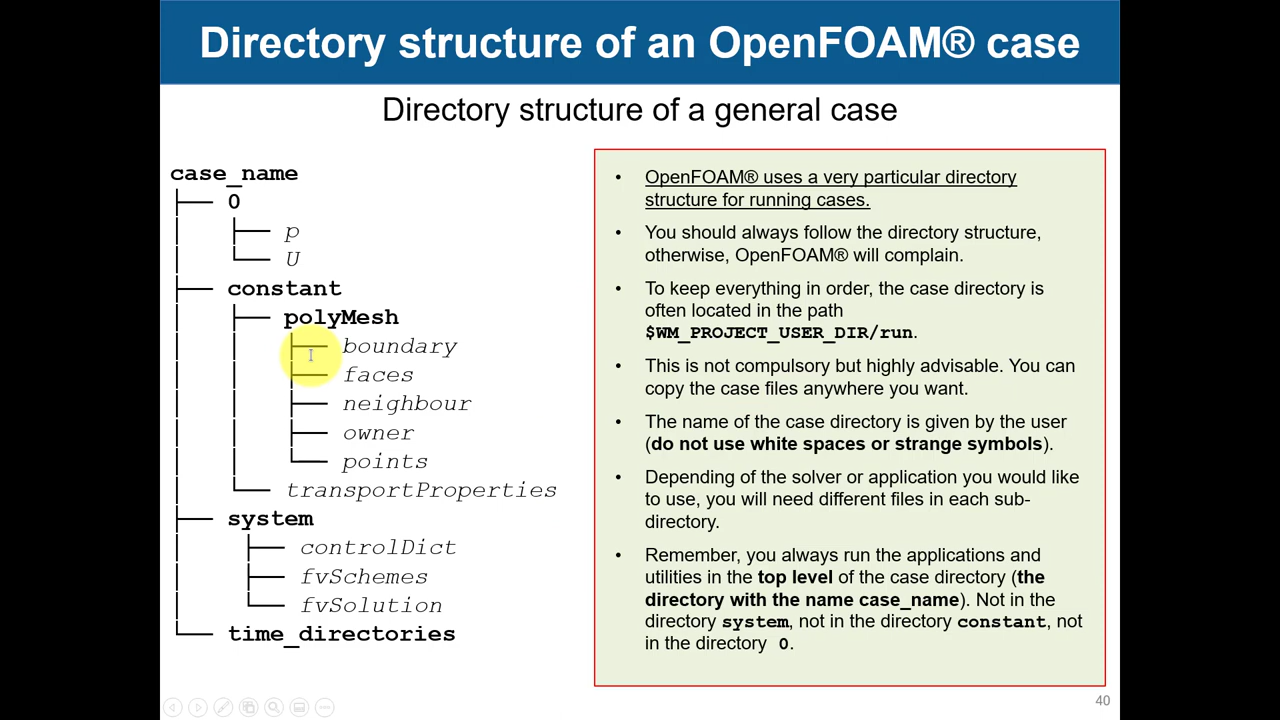 Directory structure of an OpenFOAM® case
Directory structure of a general case
case_name
0
p
U
constant
polyMesh
boundary
faces
neighbour
owner
points
transportProperties
system
controlDict
fvSchemes
fvSolution
time_directories
• OpenFOAM® uses a very particular directory
structure for running cases.
• You should always follow the directory structure,
otherwise, OpenFOAM® will complain.
• To keep everything in order, the case directory is
often located in the path
$WM_PROJECT_USER_DIR/run.
• This is not compulsory but highly advisable. You can
copy the case files anywhere you want.
• The name of the case directory is given by the user
(do not use white spaces or strange symbols).
• Depending of the solver or application you would like
to use, you will need different files in each sub-
directory.
• Remember, you always run the applications and
utilities in the top level of the case directory (the
directory with the name case_name). Not in the
directory system, not in the directory constant, not
in the directory 0.
40